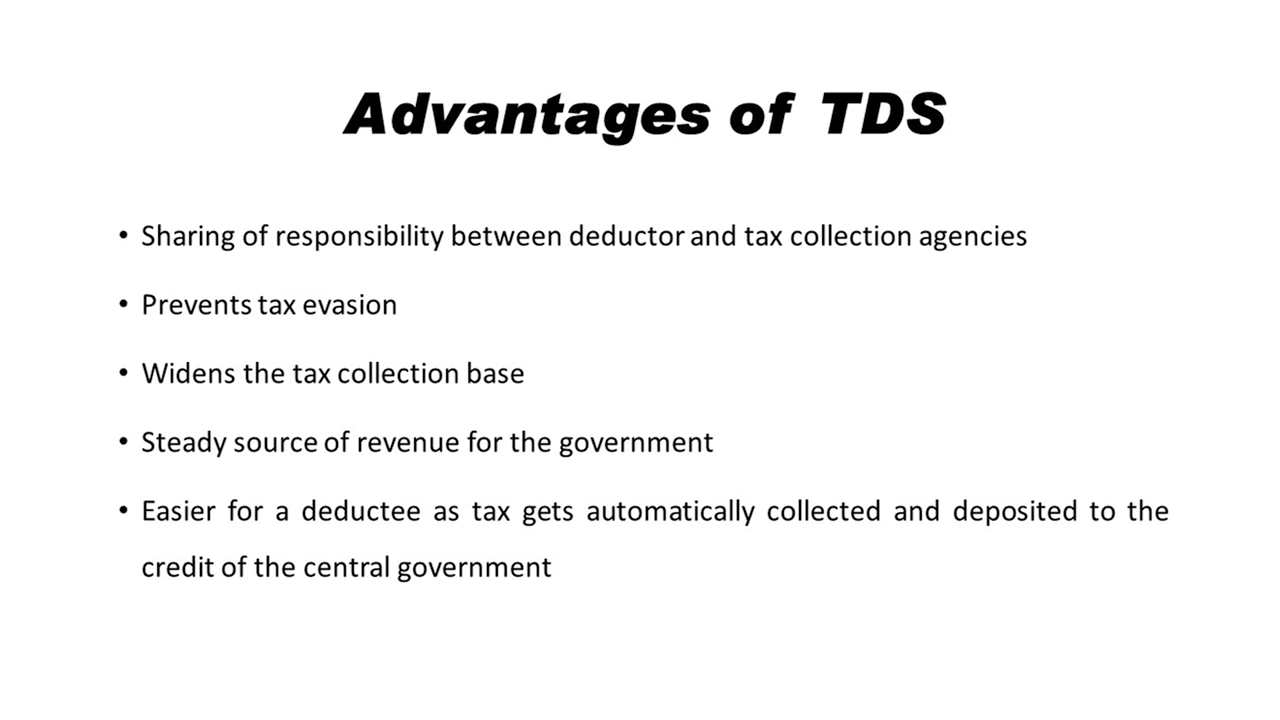 Advantages of TDS
• Sharing of responsibility between deductor and tax collection agencies
• Prevents tax evasion
• Widens the tax collection base
• Steady source of revenue for the government
• Easier for a deductee as tax gets automatically collected and deposited to the
credit of the central government